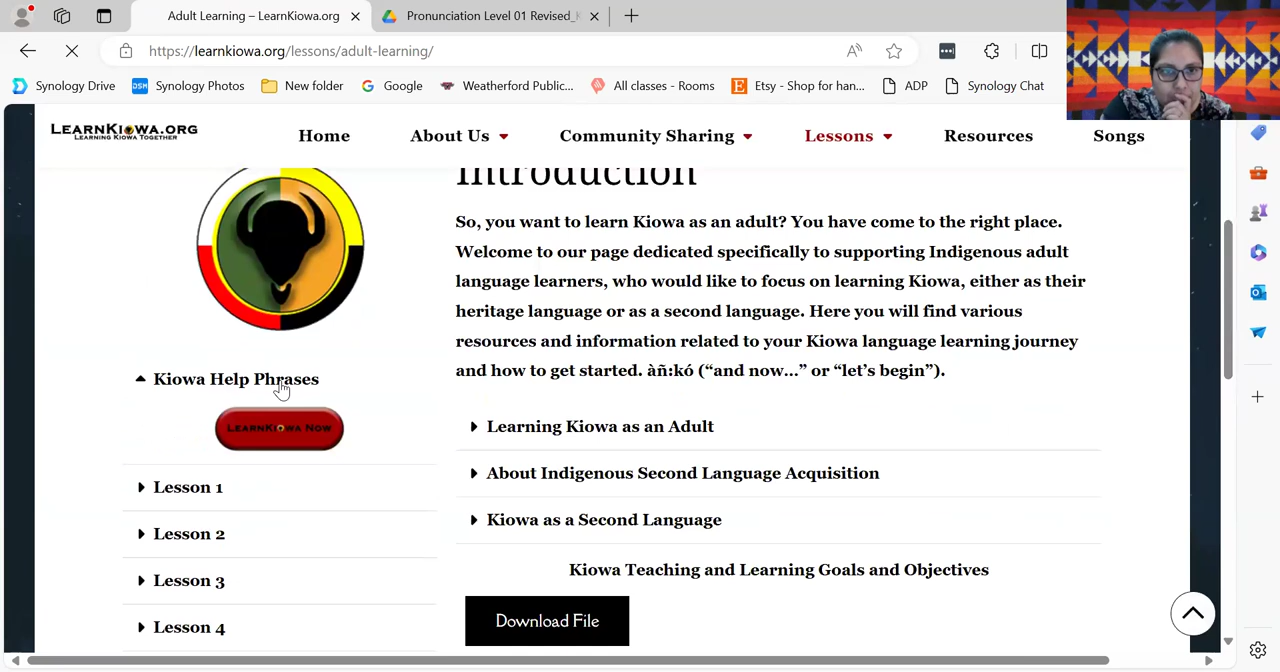 Adult Learning – LearnKiowa.org
Pronunciation Level 01 Revised_K
https://learnkiowa.org/lessons/adult-learning/
Synology Drive
DSM
Synology Photos
New folder
Google
Weatherford Public...
All classes - Rooms
Etsy - Shop for han...
ADP
Synology Chat
LEARNKIOWA.ORG
LEARNING KIOWA TOGETHER
Home
About Us
Community Sharing
Lessons
Resources
Songs
Introduction
So, you want to learn Kiowa as an adult? You have come to the right place.
Welcome to our page dedicated specifically to supporting Indigenous adult
language learners, who would like to focus on learning Kiowa, either as their
heritage language or as a second language. Here you will find various
resources and information related to your Kiowa language learning journey
and how to get started. àñ:kó (“and now...” or “let’s begin”).
Kiowa Help Phrases
LEARNKIOWA NOW
Lesson 1
Lesson 2
Lesson 3
Lesson 4
Learning Kiowa as an Adult
About Indigenous Second Language Acquisition
Kiowa as a Second Language
Kiowa Teaching and Learning Goals and Objectives
Download File